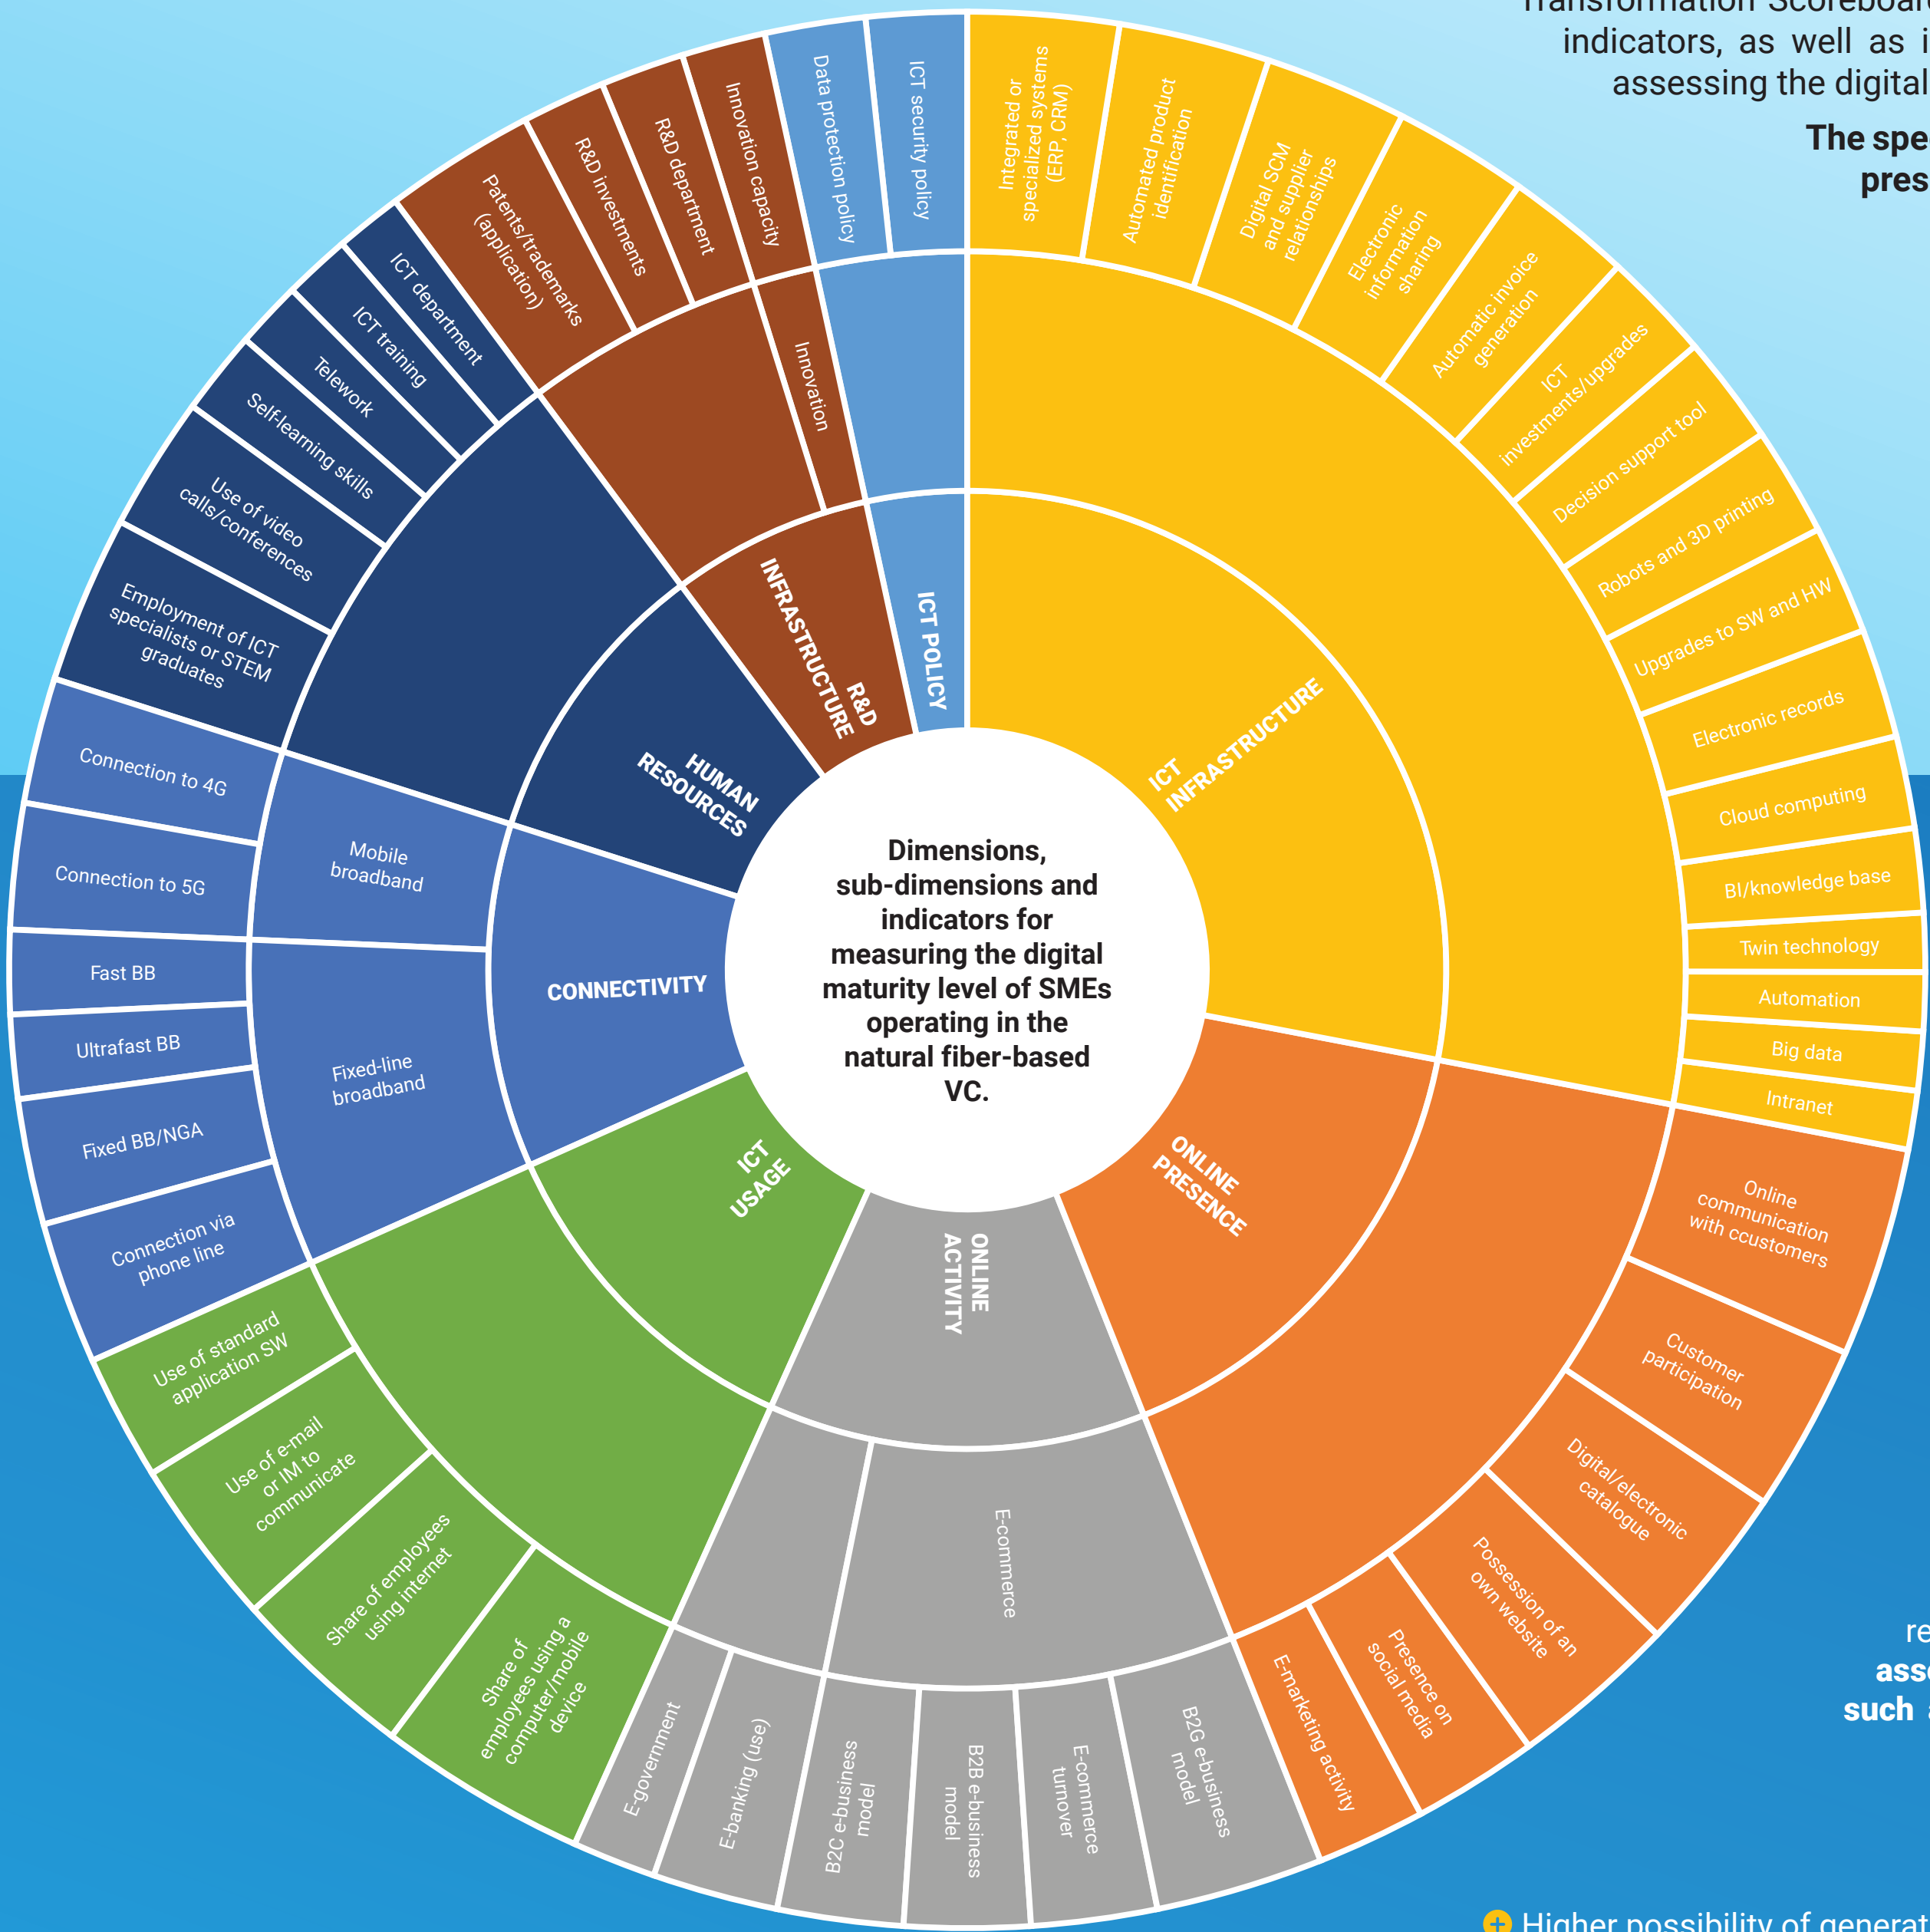 Transformation Scoreboard
indicators, as well as i
assessing the digital
The spe
pres
Dimensions,
sub-dimensions and
indicators for
measuring the digital
maturity level of SMEs
operating in the
natural fiber-based
VC.
ICT
INFRASTRUCTURE
Integrated or
specialized systems
(ERP, CRM)
Automated product
identification
Digital SCM
and supplier
relationships
Electronic
information
sharing
Automatic invoice
generation
ICT
investments/upgrades
Decision support tool
Robots and 3D printing
Upgrades to SW and HW
Electronic records
Cloud computing
BI/knowledge base
Twin technology
Automation
Big data
Intranet
ONLINE
PRESENCE
Online
communication
with ccustomers
Customer
participation
Digital/electronic
catalogue
Possession of an
own website
Presence on
social media
E-marketing activity
ONLINE
ACTIVITY
E-commerce
B2G e-business
model
E-commerce
turnover
B2B e-business
model
B2C e-business
model
E-banking (use)
E-government
ICT
USAGE
Share of
employees using a
computer/mobile
device
Share of employees
using internet
Use of e-mail
or IM to
communicate
Use of standard
application SW
CONNECTIVITY
Fixed-line
broadband
Connection via
phone line
Fixed BB/NGA
Ultrafast BB
Fast BB
Mobile
broadband
Connection to 5G
Connection to 4G
HUMAN
RESOURCES
Employment of ICT
specialists or STEM
graduates
Use of video
calls/conferences
Self-learning skills
Telework
ICT training
ICT department
R&D
INFRASTRUCTURE
Patents/trademarks
(application)
R&D investments
R&D department
Innovation
Innovation capacity
ICT POLICY
Data protection policy
ICT security policy
re
ass
such
+ Higher possibility of generat